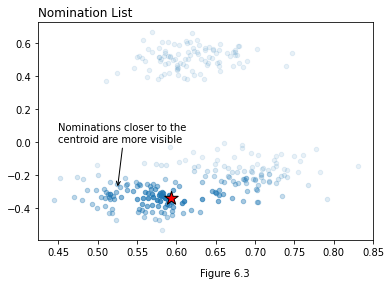 Nomination List
0.6
0.4
0.2
0.0
−0.2
−0.4
Nominations closer to the
centroid are more visible
0.45 0.50 0.55 0.60 0.65 0.70 0.75 0.80 0.85
Figure 6.3